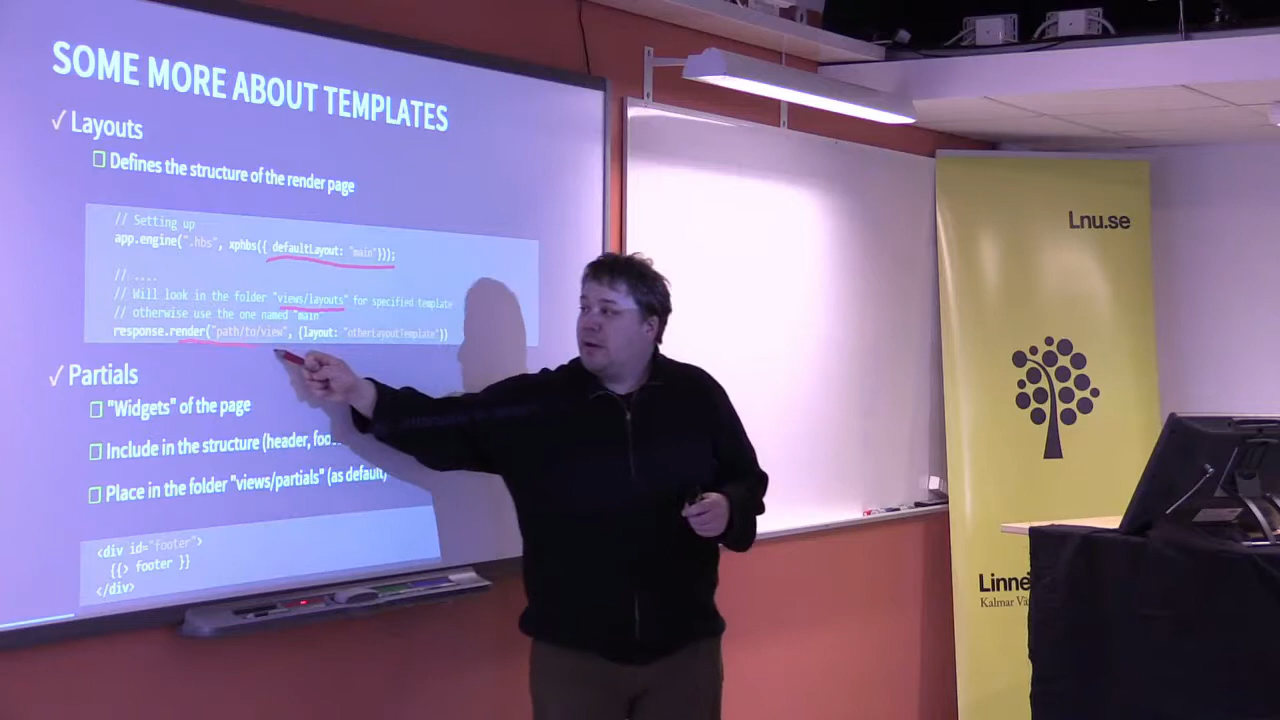 SOME MORE ABOUT TEMPLATES
✓ Layouts
Defines the structure of the render page
// Setting up
app.engine(".hbs", xphbs({ defaultLayout: "main"}));
// ....
// Will look in the folder "views/layouts" for specified template
// otherwise use the one named "main"
response.render("path/to/view", {layout: "otherLayoutTemplate"})
✓ Partials
"Widgets" of the page
Include in the structure (header,
Place in the folder "views/partials" (as default)
<div id="footer">
{{> footer }}
</div>
Lnu.se
Linne
Kalmar Vä